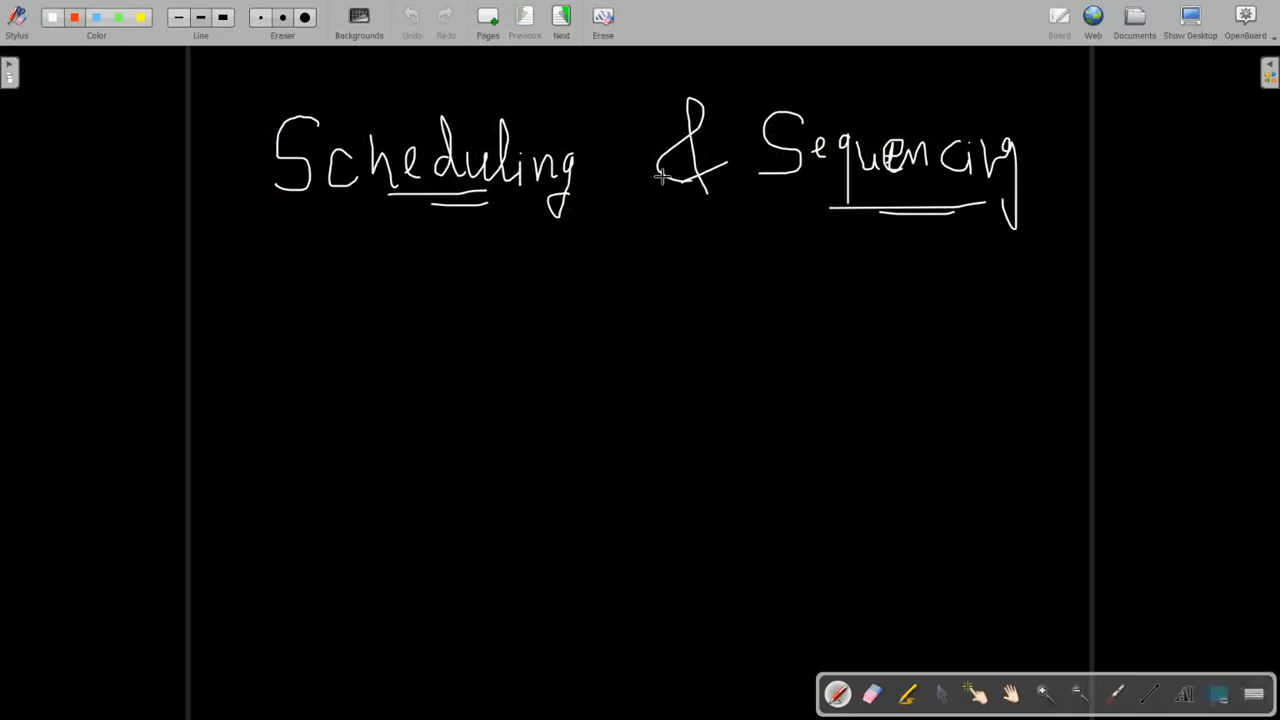 Stylus
Color
Line
Eraser
Backgrounds
Undo
Redo
Pages
Previous
Next
Erase
Board
Web
Documents
Show Desktop
OpenBoard
Scheduling & Sequencing